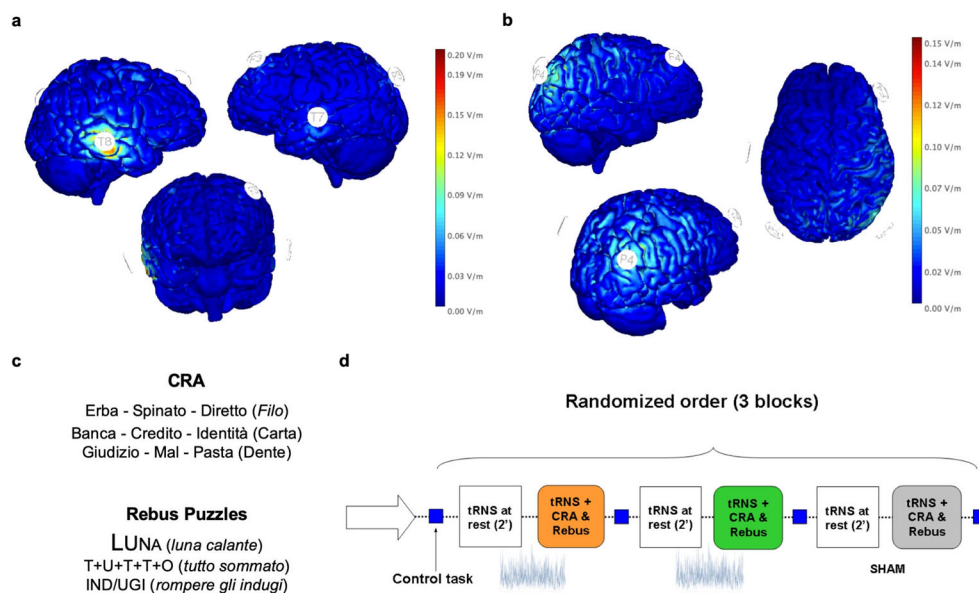 a
T8
T7
0.20 V/m
0.19 V/m
0.15 V/m
0.12 V/m
0.09 V/m
0.06 V/m
0.03 V/m
0.00 V/m
b
P4
F4
P4
0.15 V/m
0.14 V/m
0.12 V/m
0.10 V/m
0.07 V/m
0.05 V/m
0.02 V/m
0.00 V/m
c
CRA
Erba - Spinato - Diretto (Filo)
Banca - Credito - Identità (Carta)
Giudizio - Mal - Pasta (Dente)
Rebus Puzzles
LUNA (luna calante)
T+U+T+T+O (tutto sommato)
IND/UGI (rompere gli indugi)
d
Randomized order (3 blocks)
tRNS at
rest (2')
tRNS +
CRA &
Rebus
tRNS at
rest (2')
tRNS +
CRA &
Rebus
tRNS at
rest (2')
tRNS +
CRA &
Rebus
Control task
SHAM